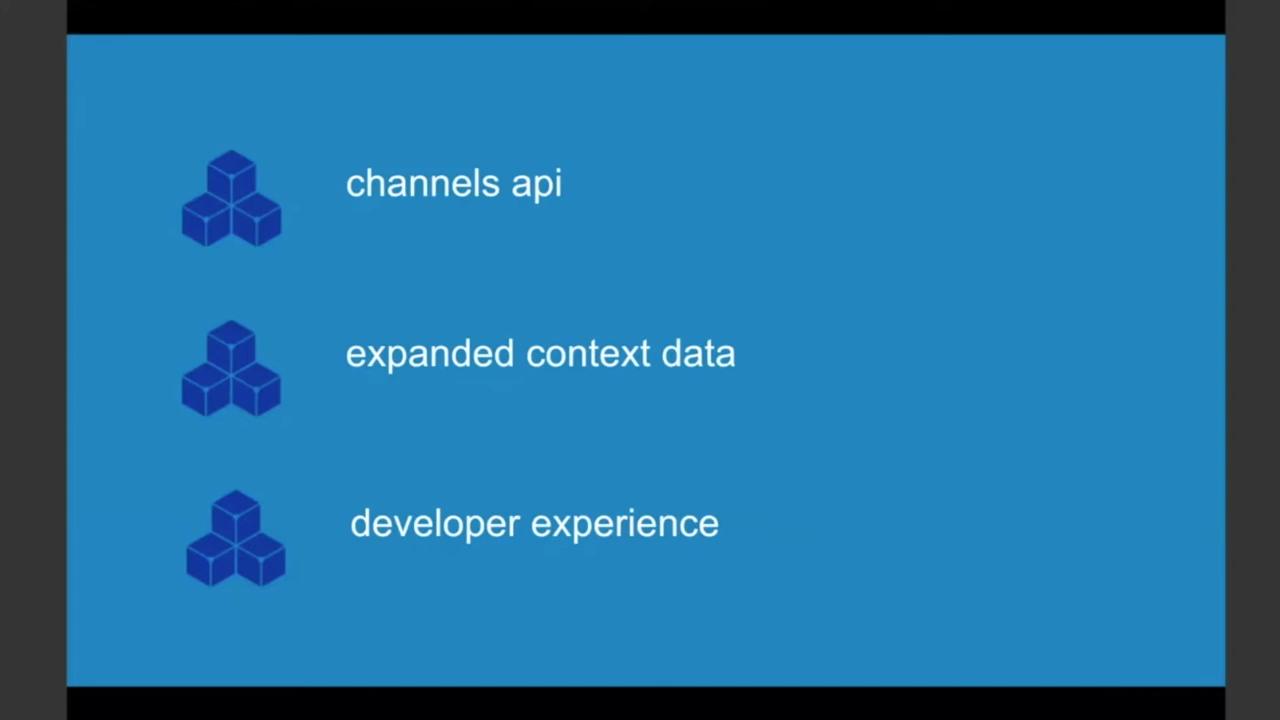 channels api
expanded context data
developer experience